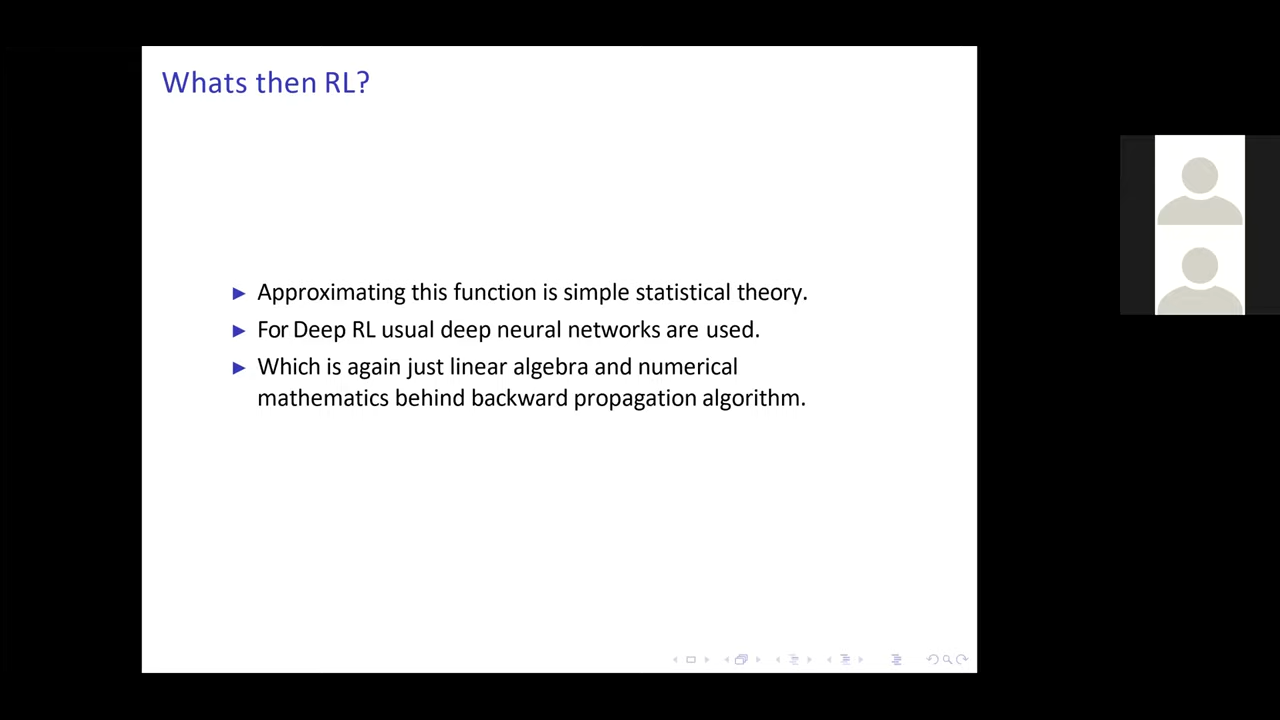 Whats then RL?
► Approximating this function is simple statistical theory.
► For Deep RL usual deep neural networks are used.
► Which is again just linear algebra and numerical
mathematics behind backward propagation algorithm.